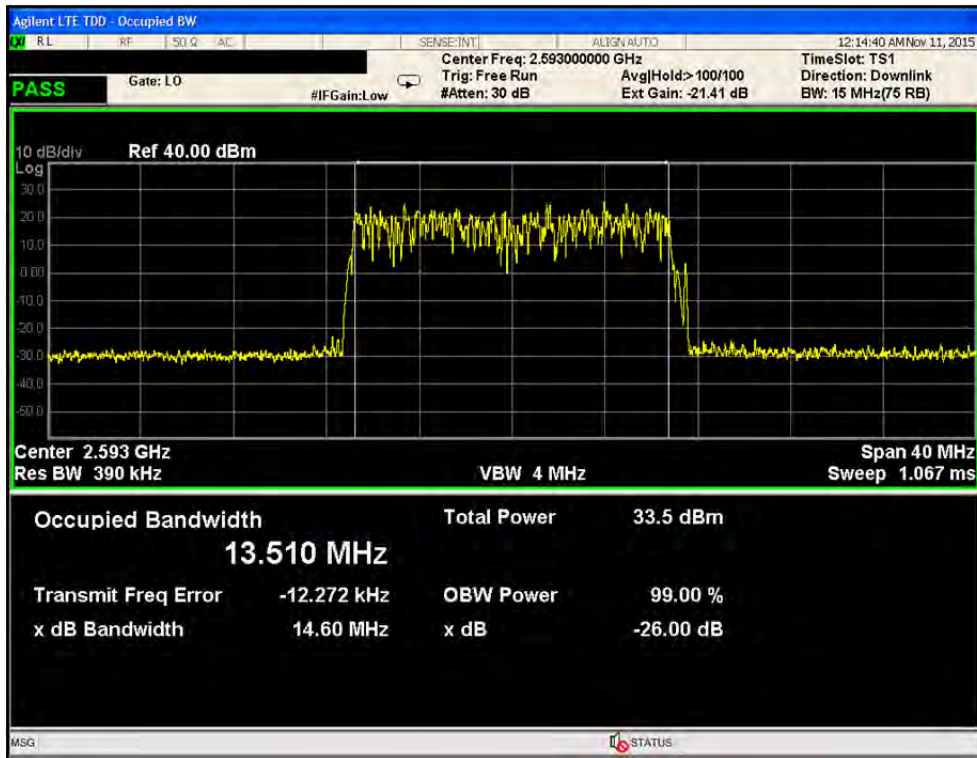 Agilent LTE TDD - Occupied BW
LXI RL RF 50 Ω AC SENSE:INT ALIGN AUTO 12:14:40 AM Nov 11, 2015
Center Freq: 2.593000000 GHz TimeSlot: TS1
PASS Gate: LO Trig: Free Run Avg|Hold:>100/100 Direction: Downlink
#IFGain:Low #Atten: 30 dB Ext Gain: -21.41 dB BW: 15 MHz(75 RB)
10 dB/div Ref 40.00 dBm
Log
30.0
20.0
10.0
0.00
-10.0
-20.0
-30.0
-40.0
-50.0
Center 2.593 GHz Span 40 MHz
Res BW 390 kHz VBW 4 MHz Sweep 1.067 ms
Occupied Bandwidth Total Power 33.5 dBm
13.510 MHz
Transmit Freq Error -12.272 kHz OBW Power 99.00 %
x dB Bandwidth 14.60 MHz x dB -26.00 dB
MSG STATUS